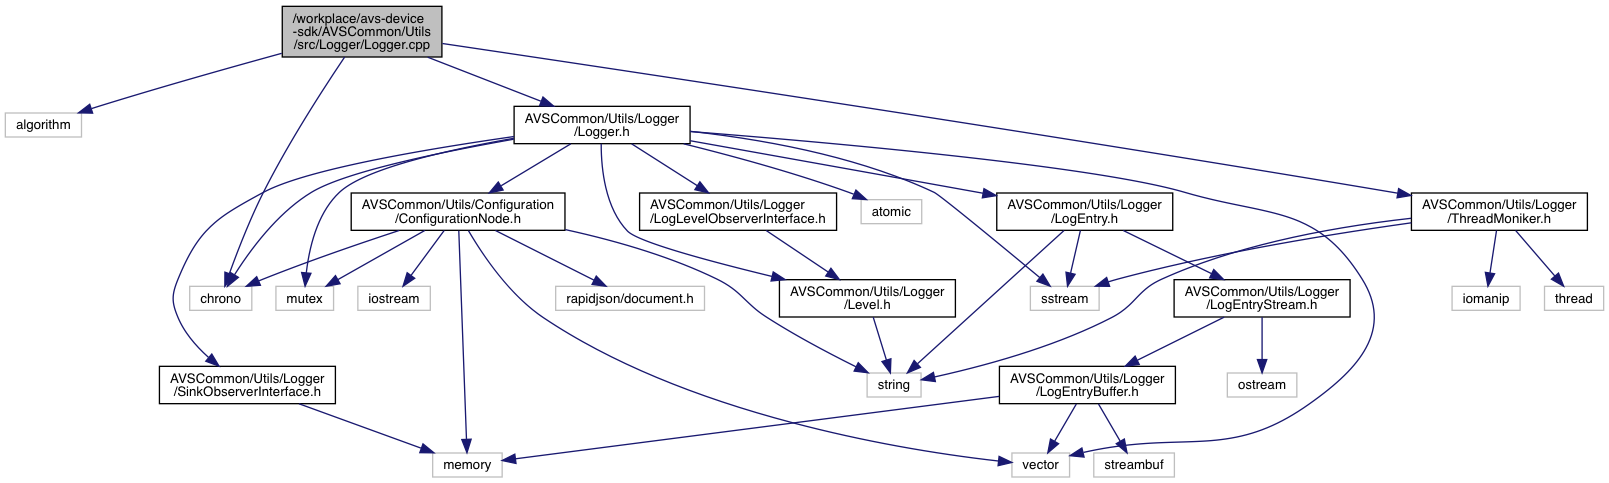 /workplace/avs-device
-sdk/AVSCommon/Utils
/src/Logger/Logger.cpp
algorithm
AVSCommon/Utils/Logger
/Logger.h
AVSCommon/Utils/Configuration
/ConfigurationNode.h
AVSCommon/Utils/Logger
/LogLevelObserverInterface.h
atomic
AVSCommon/Utils/Logger
/LogEntry.h
AVSCommon/Utils/Logger
/ThreadMoniker.h
chrono
mutex
iostream
rapidjson/document.h
AVSCommon/Utils/Logger
/Level.h
sstream
AVSCommon/Utils/Logger
/LogEntryStream.h
iomanip
thread
AVSCommon/Utils/Logger
/SinkObserverInterface.h
string
AVSCommon/Utils/Logger
/LogEntryBuffer.h
ostream
memory
vector
streambuf